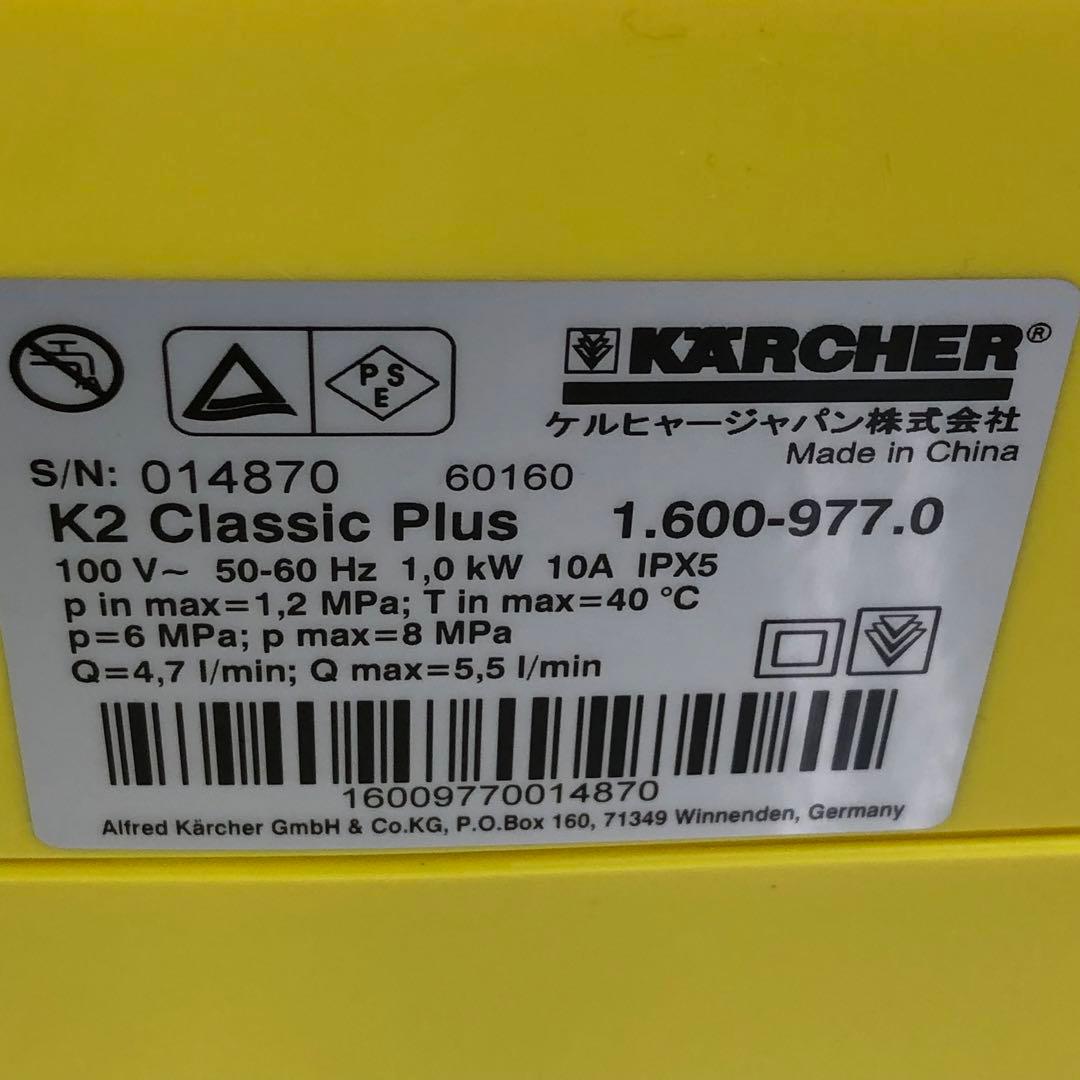 PSE
KÄRCHER®
ケルヒャージャパン株式会社
Made in China
S/N: 014870 60160
K2 Classic Plus 1.600-977.0
100 V~ 50-60 Hz 1,0 kW 10A IPX5
p in max=1,2 MPa; T in max=40 °C
p=6 MPa; p max=8 MPa
Q=4,7 l/min; Q max=5,5 l/min
16009770014870
Alfred Kärcher GmbH & Co.KG, P.O.Box 160, 71349 Winnenden, Germany